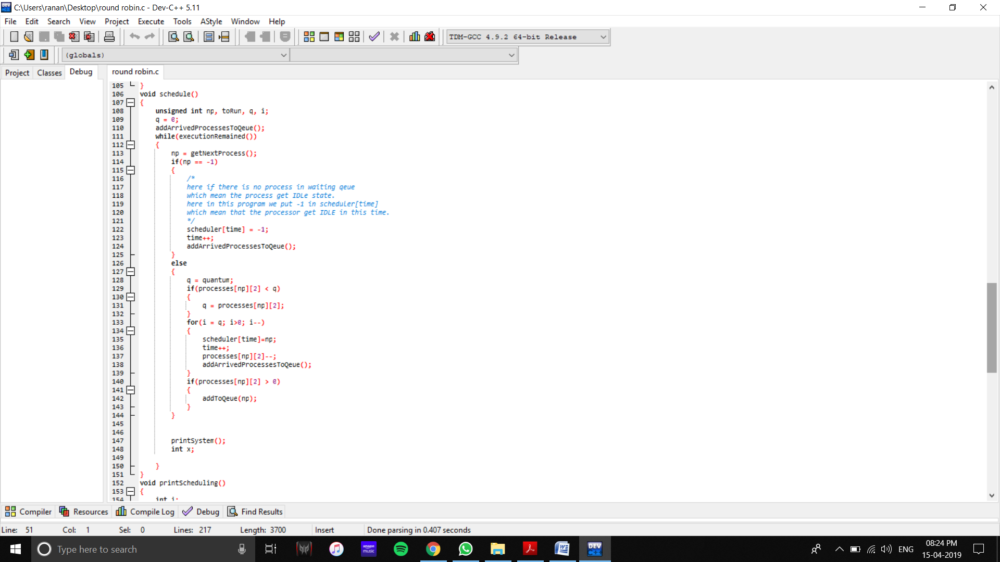 C:\Users\ranan\Desktop\round robin.c - Dev-C++ 5.11
File Edit Search View Project Execute Tools AStyle Window Help
TDM-GCC 4.9.2 64-bit Release
(globals)
Project Classes Debug round robin.c
105 }
106 void schedule()
107 {
108 unsigned int np, toRun, q, i;
109 q = 0;
110 addArrivedProcessesToQeue();
111 while(executionRemained())
112 {
113 np = getNextProcess();
114 if(np == -1)
115 {
116 /*
117 here if there is no process in waiting qeue
118 which mean the process get IDLe state.
119 here in this program we put -1 in scheduler[time]
120 which mean that the processor get IDLE in this time.
121 */
122 scheduler[time] = -1;
123 time++;
124 addArrivedProcessesToQeue();
125 }
126 else
127 {
128 q = quantum;
129 if(processes[np][2] < q)
130 {
131 q = processes[np][2];
132 }
133 for(i = q; i>0; i--)
134 {
135 scheduler[time]=np;
136 time++;
137 processes[np][2]--;
138 addArrivedProcessesToQeue();
139 }
140 if(processes[np][2] > 0)
141 {
142 addToQeue(np);
143 }
144 }
145
146
147 printSystem();
148 int x;
149
150 }
151 }
152 void printScheduling()
153 {
154 int i;
Compiler Resources Compile Log Debug Find Results
Line: 51 Col: 1 Sel: 0 Lines: 217 Length: 3700 Insert Done parsing in 0.407 seconds
Type here to search
amazon music
W
DEV C++
ENG
08:24 PM
15-04-2019